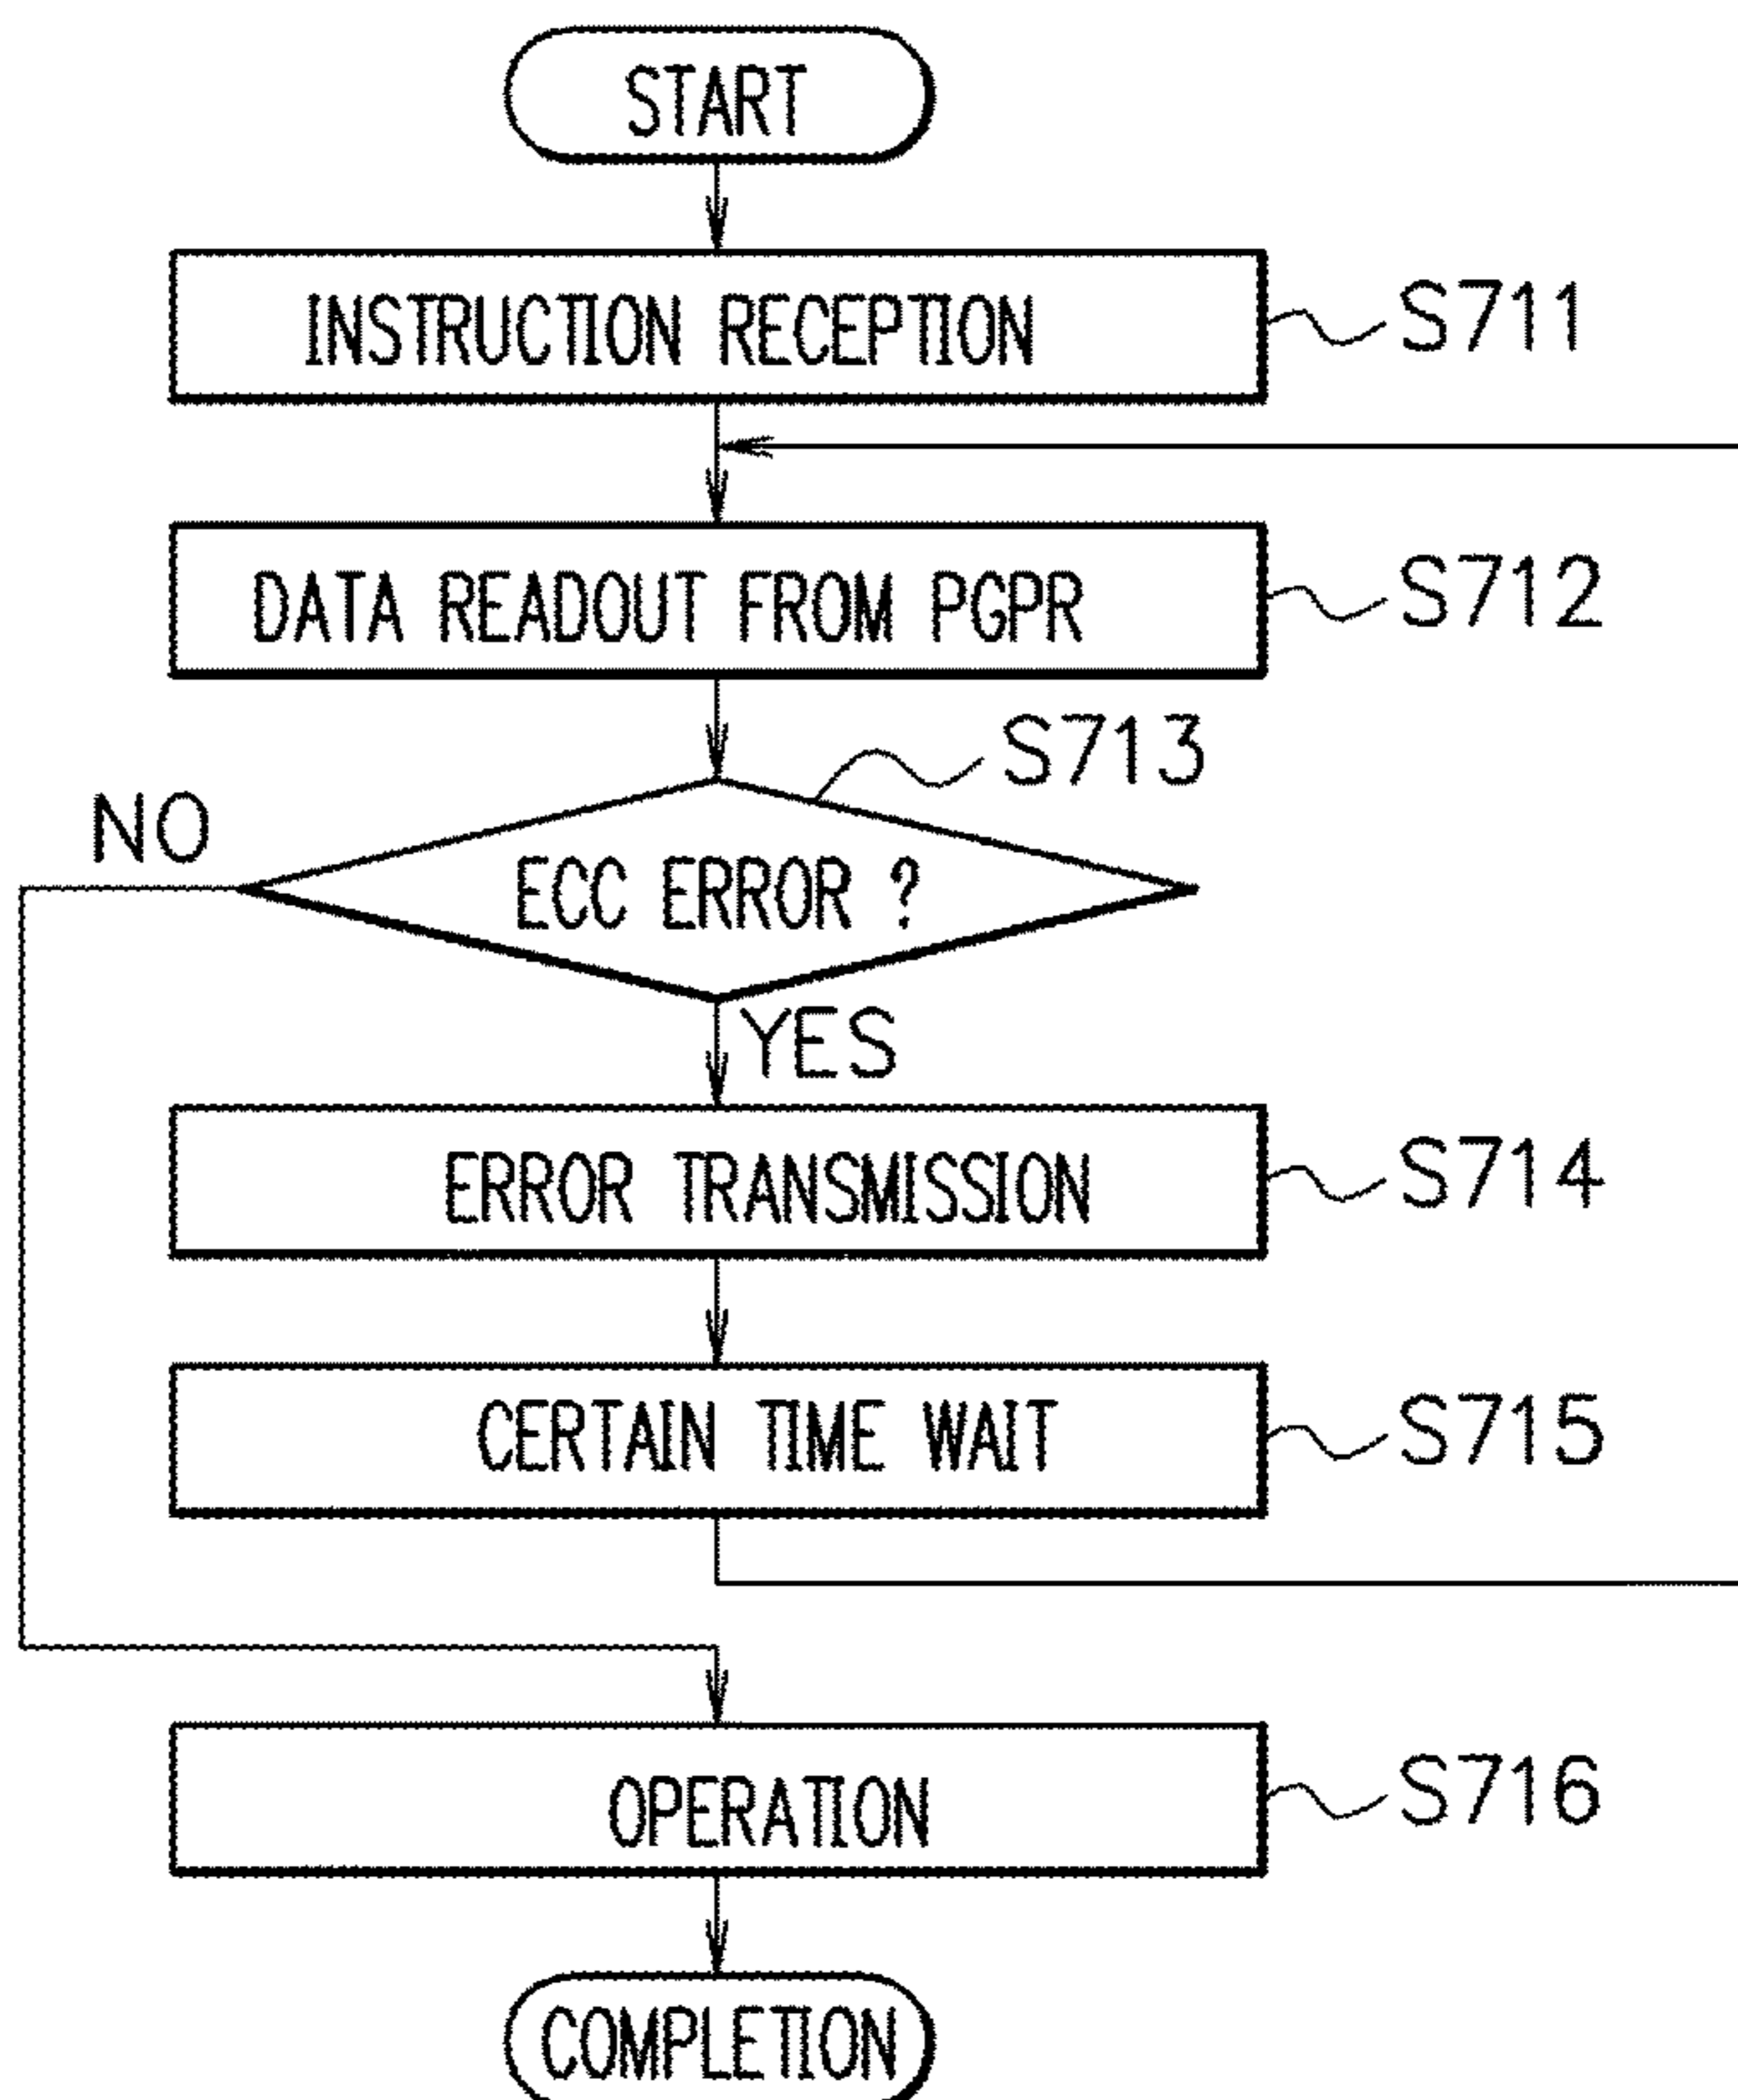 START
INSTRUCTION RECEPTION
S711
DATA READOUT FROM PGPR
S712
S713
NO
ECC ERROR ?
YES
ERROR TRANSMISSION
S714
CERTAIN TIME WAIT
S715
OPERATION
S716
COMPLETION